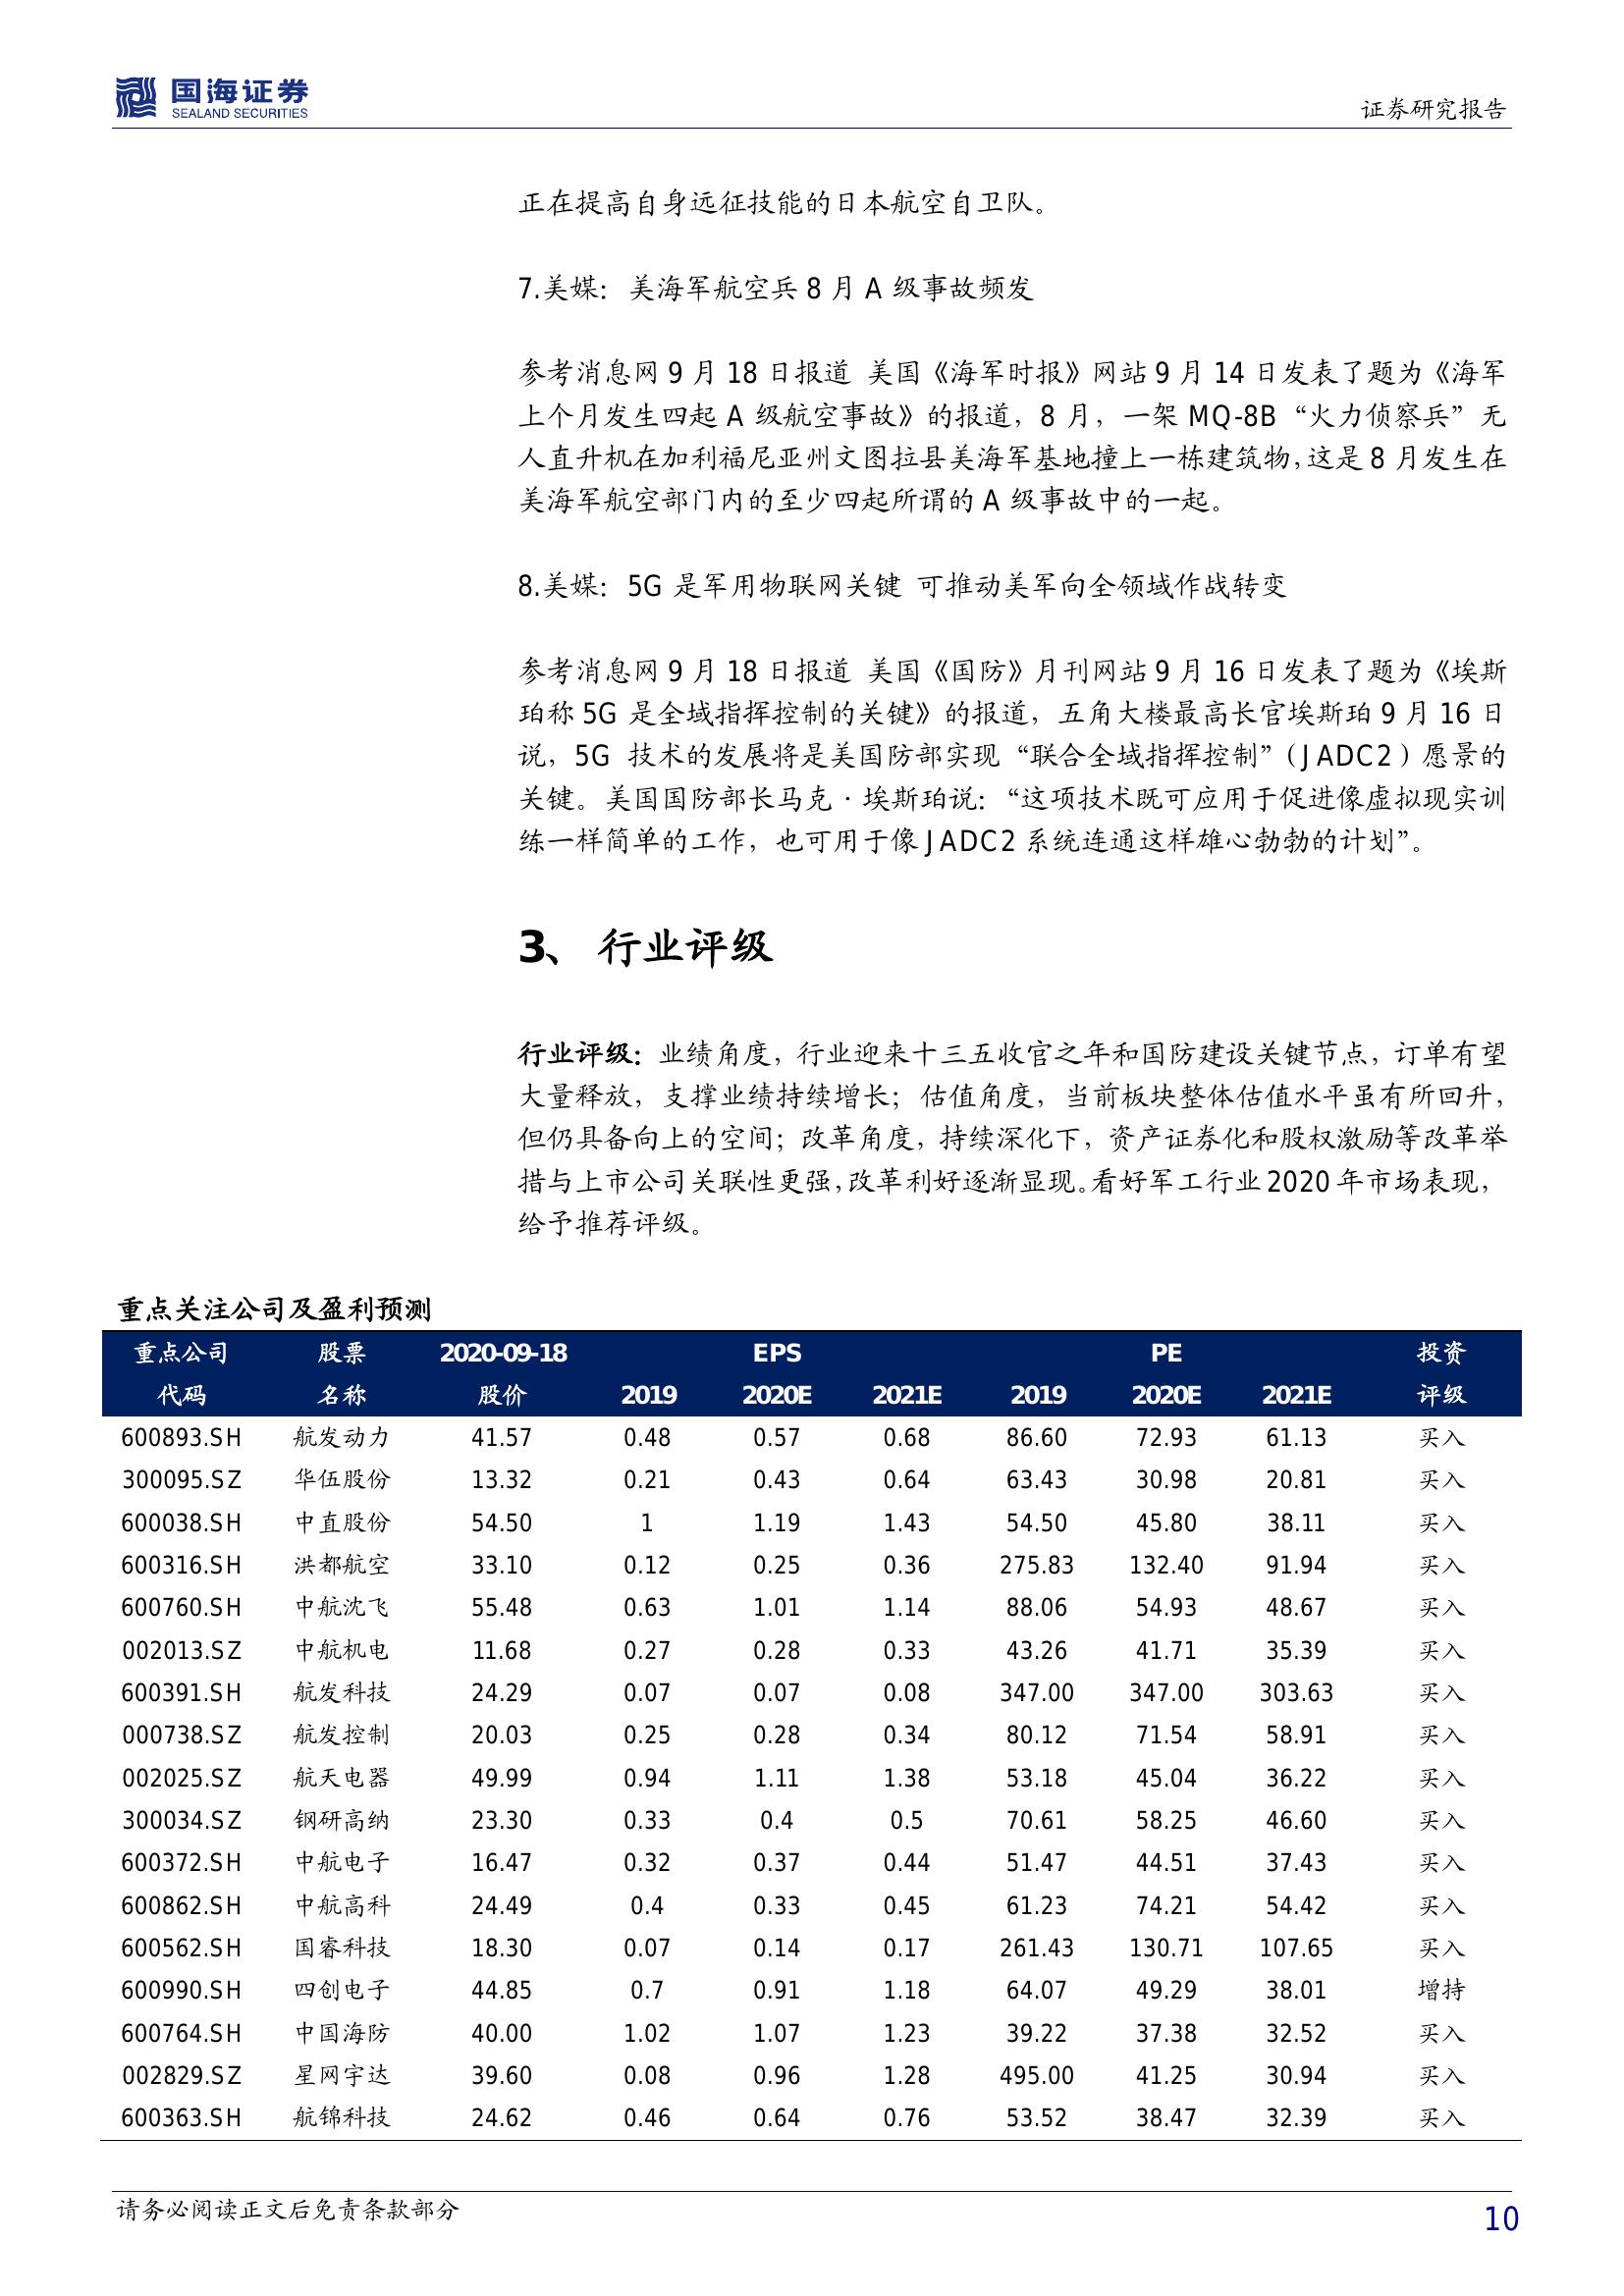 国海证券
SEALAND SECURITIES
证券研究报告
正在提高自身远征技能的日本航空自卫队。
7.美媒：美海军航空兵 8 月 A 级事故频发
参考消息网 9 月 18 日报道 美国《海军时报》网站 9 月 14 日发表了题为《海军
上个月发生四起 A 级航空事故》的报道，8 月，一架 MQ-8B“火力侦察兵”无
人直升机在加利福尼亚州文图拉县美海军基地撞上一栋建筑物，这是 8 月发生在
美海军航空部门内的至少四起所谓的 A 级事故中的一起。
8.美媒：5G 是军用物联网关键 可推动美军向全领域作战转变
参考消息网 9 月 18 日报道 美国《国防》月刊网站 9 月 16 日发表了题为《埃斯
珀称 5G 是全域指挥控制的关键》的报道，五角大楼最高长官埃斯珀 9 月 16 日
说，5G 技术的发展将是美国防部实现“联合全域指挥控制”（JADC2）愿景的
关键。美国国防部长马克·埃斯珀说：“这项技术既可应用于促进像虚拟现实训
练一样简单的工作，也可用于像 JADC2 系统连通这样雄心勃勃的计划”。
3、 行业评级
行业评级：业绩角度，行业迎来十三五收官之年和国防建设关键节点，订单有望
大量释放，支撑业绩持续增长；估值角度，当前板块整体估值水平虽有所回升，
但仍具备向上的空间；改革角度，持续深化下，资产证券化和股权激励等改革举
措与上市公司关联性更强，改革利好逐渐显现。看好军工行业 2020 年市场表现，
给予推荐评级。
重点关注公司及盈利预测
重点公司 股票 2020-09-18 EPS PE 投资
代码 名称 股价 2019 2020E 2021E 2019 2020E 2021E 评级
600893.SH 航发动力 41.57 0.48 0.57 0.68 86.60 72.93 61.13 买入
300095.SZ 华伍股份 13.32 0.21 0.43 0.64 63.43 30.98 20.81 买入
600038.SH 中直股份 54.50 1 1.19 1.43 54.50 45.80 38.11 买入
600316.SH 洪都航空 33.10 0.12 0.25 0.36 275.83 132.40 91.94 买入
600760.SH 中航沈飞 55.48 0.63 1.01 1.14 88.06 54.93 48.67 买入
002013.SZ 中航机电 11.68 0.27 0.28 0.33 43.26 41.71 35.39 买入
600391.SH 航发科技 24.29 0.07 0.07 0.08 347.00 347.00 303.63 买入
000738.SZ 航发控制 20.03 0.25 0.28 0.34 80.12 71.54 58.91 买入
002025.SZ 航天电器 49.99 0.94 1.11 1.38 53.18 45.04 36.22 买入
300034.SZ 钢研高纳 23.30 0.33 0.4 0.5 70.61 58.25 46.60 买入
600372.SH 中航电子 16.47 0.32 0.37 0.44 51.47 44.51 37.43 买入
600862.SH 中航高科 24.49 0.4 0.33 0.45 61.23 74.21 54.42 买入
600562.SH 国睿科技 18.30 0.07 0.14 0.17 261.43 130.71 107.65 买入
600990.SH 四创电子 44.85 0.7 0.91 1.18 64.07 49.29 38.01 增持
600764.SH 中国海防 40.00 1.02 1.07 1.23 39.22 37.38 32.52 买入
002829.SZ 星网宇达 39.60 0.08 0.96 1.28 495.00 41.25 30.94 买入
600363.SH 航锦科技 24.62 0.46 0.64 0.76 53.52 38.47 32.39 买入
请务必阅读正文后免责条款部分
10